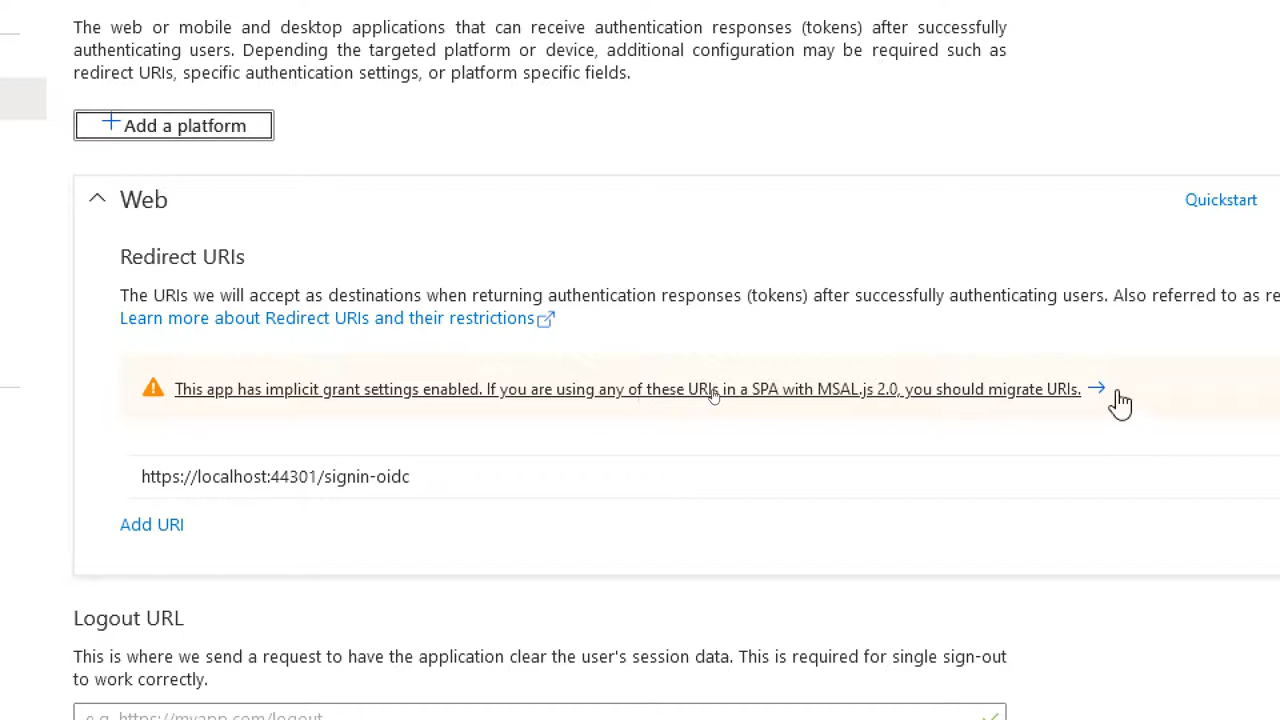 The web or mobile and desktop applications that can receive authentication responses (tokens) after successfully
authenticating users. Depending the targeted platform or device, additional configuration may be required such as
redirect URIs, specific authentication settings, or platform specific fields.
Add a platform
Web
Quickstart
Redirect URIs
The URIs we will accept as destinations when returning authentication responses (tokens) after successfully authenticating users. Also referred to as re
Learn more about Redirect URIs and their restrictions
This app has implicit grant settings enabled. If you are using any of these URIs in a SPA with MSAL.js 2.0, you should migrate URIs.
https://localhost:44301/signin-oidc
Add URI
Logout URL
This is where we send a request to have the application clear the user's session data. This is required for single sign-out
to work correctly.
e.g. https://myapp.com/logout